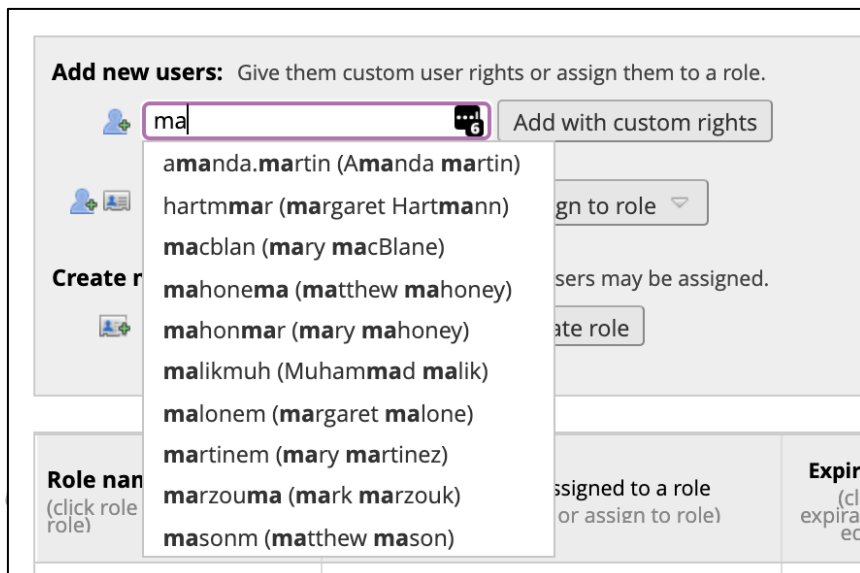 Add new users: Give them custom user rights or assign them to a role.
ma
6
Add with custom rights
amanda.martin (Amanda martin)
hartmmar (margaret Hartmann)
gn to role
macblan (mary macBlane)
Create
sers may be assigned.
mahonema (matthew mahoney)
mahonmar (mary mahoney)
ate role
malikmuh (Muhammad malik)
malonem (margaret malone)
martinem (mary martinez)
Role nam
marzouma (mark marzouk)
ssigned to a role
Expir
(click role
role)
or assign to role)
(cl
expira
ed
masonm (matthew mason)